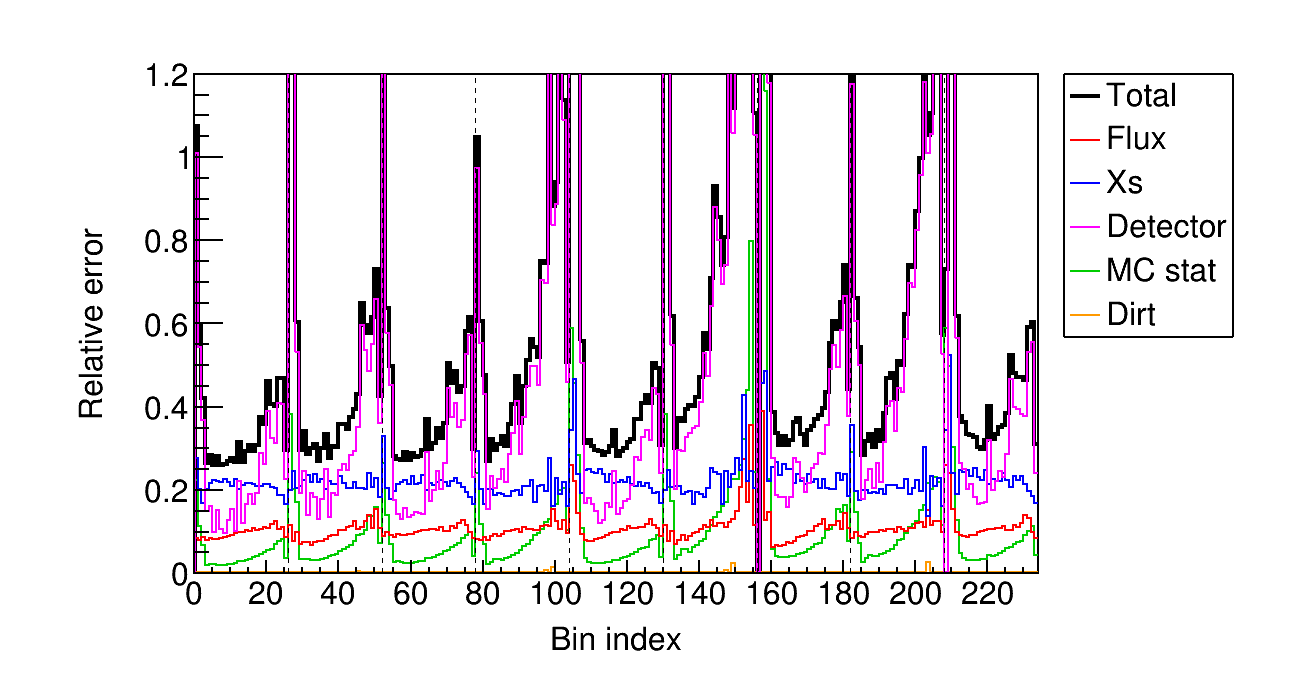 Relative error
1.2
1
0.8
0.6
0.4
0.2
0
0 20 40 60 80 100 120 140 160 180 200 220
Bin index
Total
Flux
Xs
Detector
MC stat
Dirt